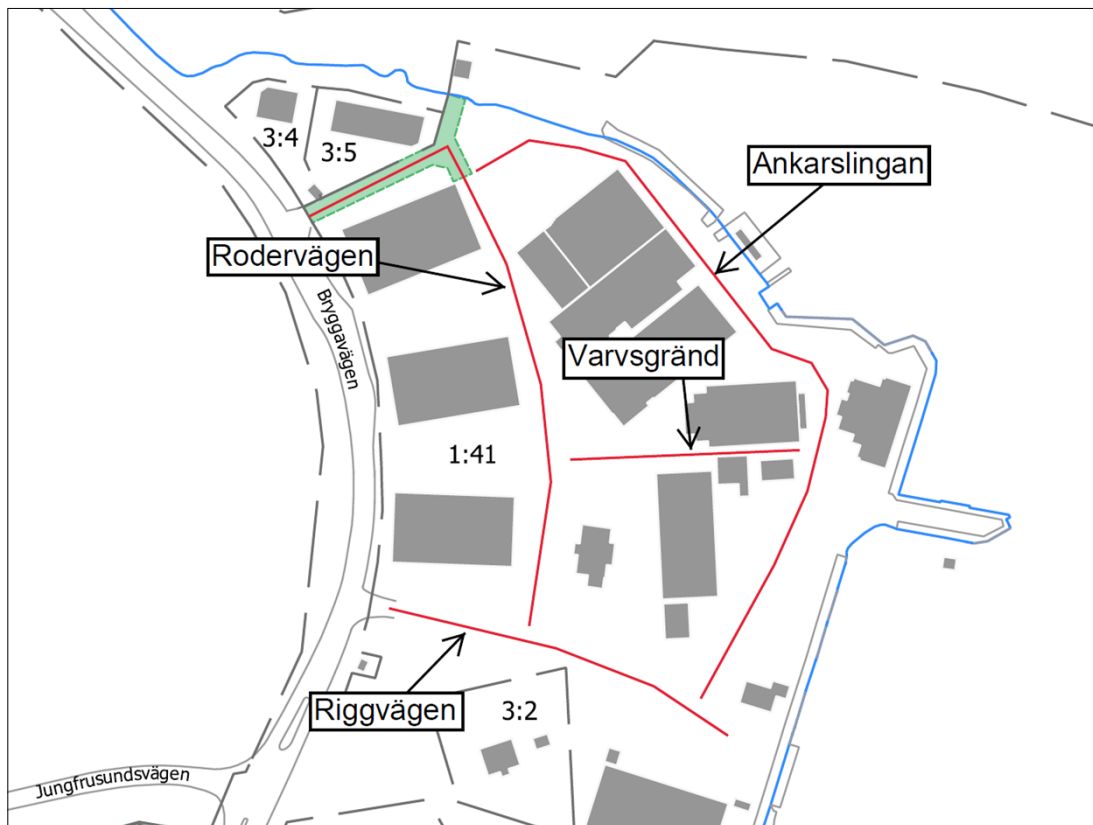 3:4
3:5
Ankarslingan
Rodervägen
Bryggavägen
Varvsgränd
1:41
Riggvägen
3:2
Jungfrusundsvägen